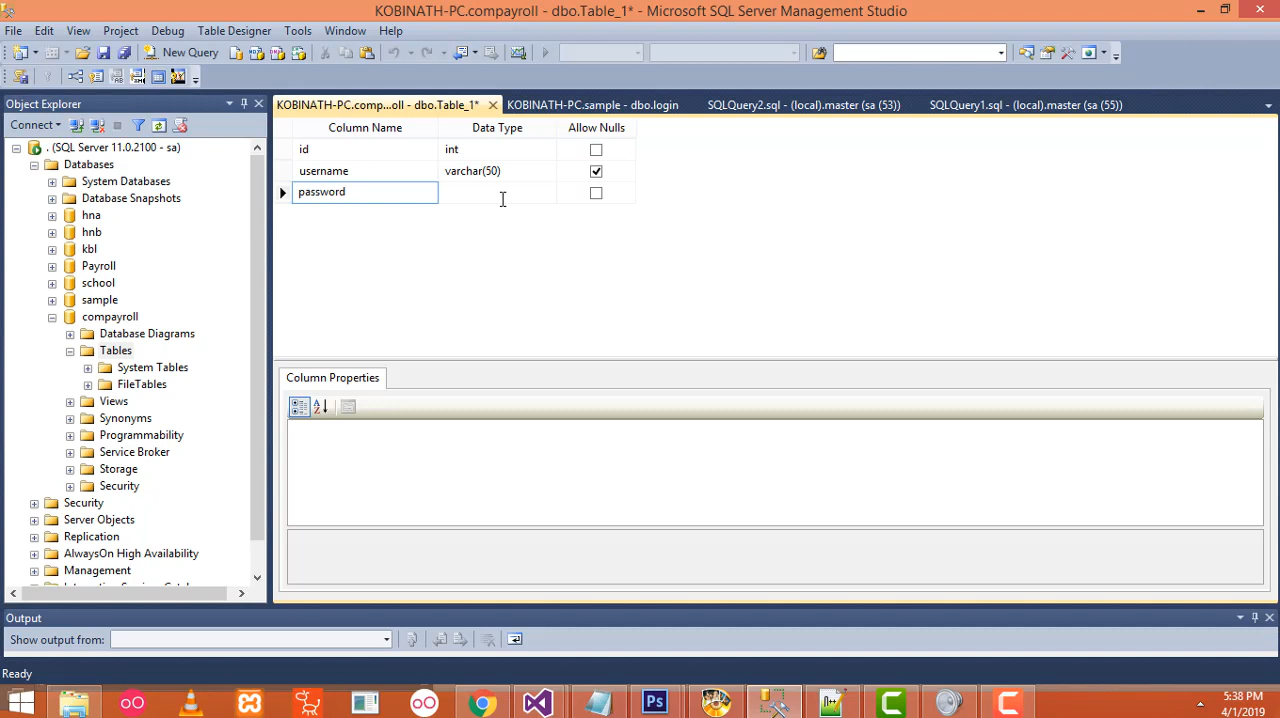 KOBINATH-PC.compayroll - dbo.Table_1* - Microsoft SQL Server Management Studio
File Edit View Project Debug Table Designer Tools Window Help
New Query
Object Explorer
KOBINATH-PC.comp...oll - dbo.Table_1* KOBINATH-PC.sample - dbo.login SQLQuery2.sql - (local).master (sa (53)) SQLQuery1.sql - (local).master (sa (55))
Connect
Column Name Data Type Allow Nulls
id int
username varchar(50)
password
. (SQL Server 11.0.2100 - sa)
Databases
System Databases
Database Snapshots
hna
hnb
kbl
Payroll
school
sample
compayroll
Database Diagrams
Tables
System Tables
FileTables
Views
Synonyms
Programmability
Service Broker
Storage
Security
Security
Server Objects
Replication
AlwaysOn High Availability
Management
Column Properties
Output
Show output from:
Ready
5:38 PM
4/1/2019